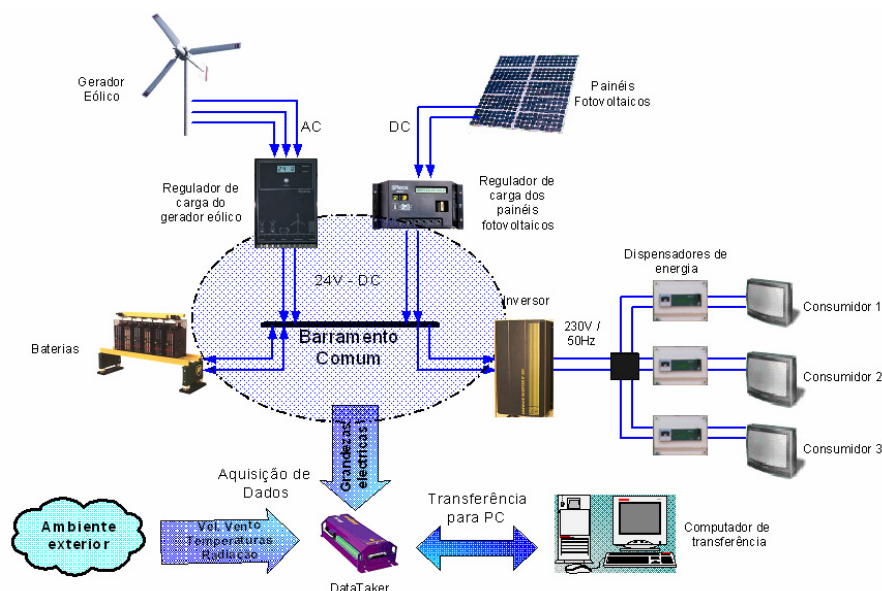 Gerador
Eólico
AC
DC
Painéis
Fotovoltaicos
Regulador de
carga do
gerador eólico
Regulador de
carga dos
painéis
fotovoltaicos
24V - DC
Inversor
Dispensadores de
energia
230V /
50Hz
Consumidor 1
Consumidor 2
Consumidor 3
Baterias
Barramento
Comum
Grandezas
electricas
Aquisição de
Dados
Ambiente
exterior
Vel. Vento
Temperaturas
Radiação
DataTaker
Transferência
para PC
Computador de
transferência